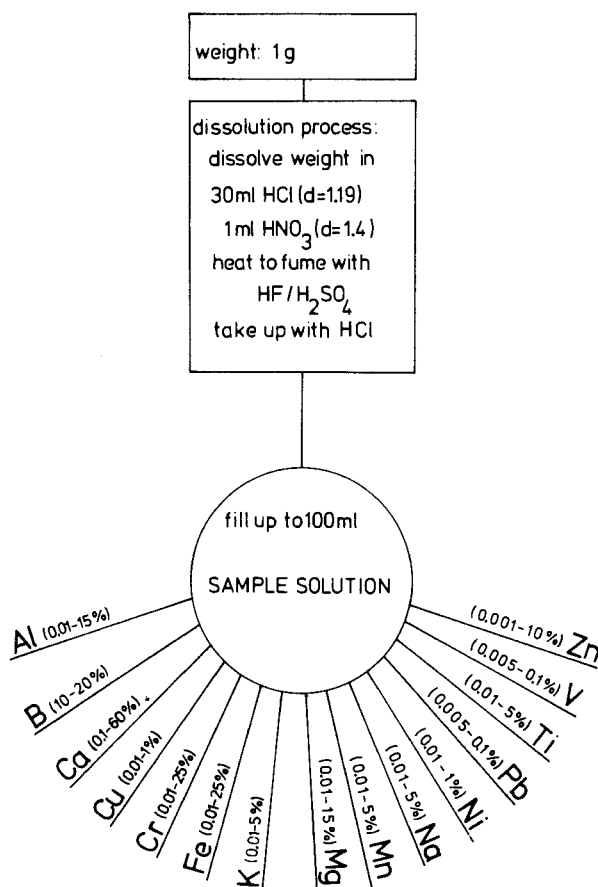 weight: 1g
dissolution process:
dissolve weight in
30ml HCl (d=1.19)
1ml HNO3 (d=1.4)
heat to fume with
HF/H2SO4
take up with HCl
fill up to 100ml
SAMPLE SOLUTION
Al (0.01-15%)
B (10-20%)
Ca (0.1-60%)
Cu (0.01-1%)
Cr (0.01-25%)
Fe (0.01-25%)
K (0.01-5%)
(0.01-15%) Mg
(0.01-5%) Mn
(0.01-5%) Na
(0.01-1%) Ni
(0.005-0.1%) Pb
(0.01-5%) Ti
(0.005-0.1%) V
(0.001-10%) Zn